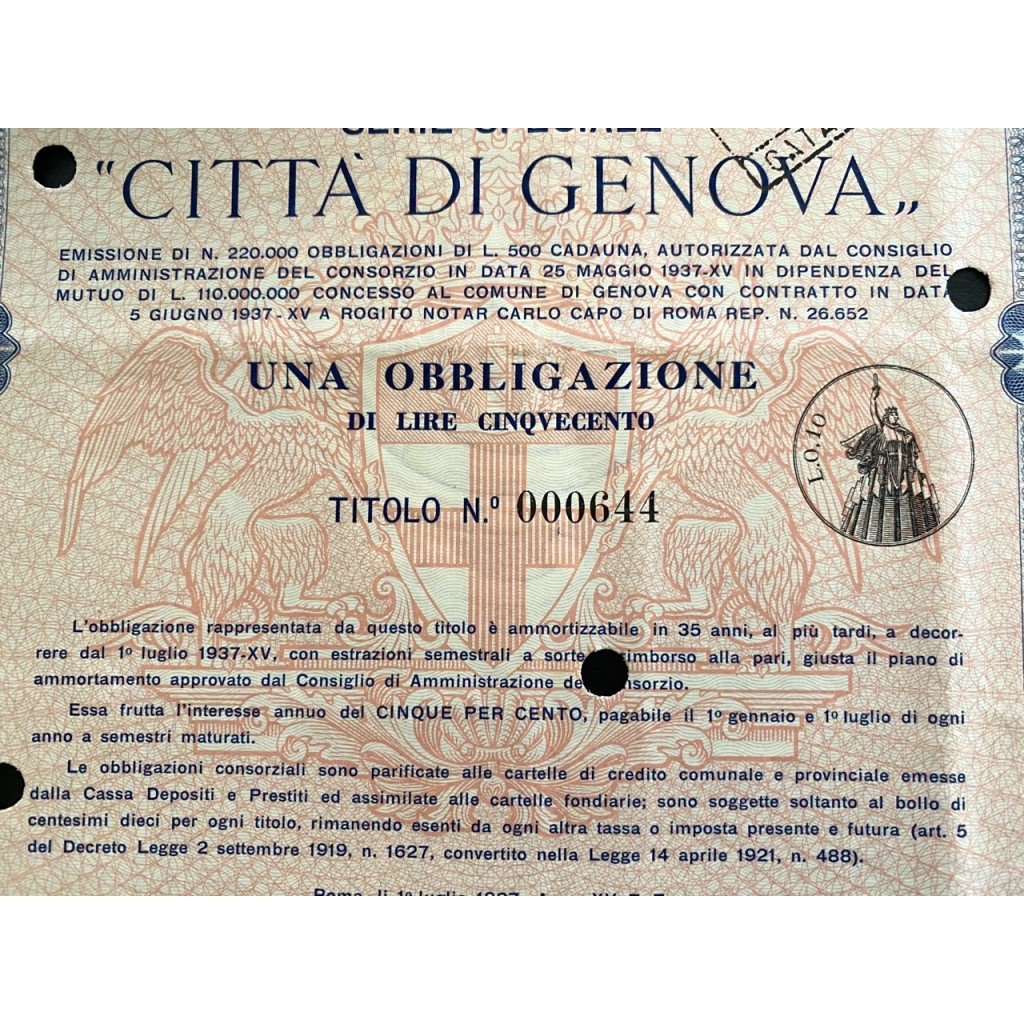 SERIE SPECIALE
"CITTÀ DI GENOVA„
EMISSIONE DI N. 220.000 OBBLIGAZIONI DI L. 500 CADAUNA, AUTORIZZATA DAL CONSIGLIO
DI AMMINISTRAZIONE DEL CONSORZIO IN DATA 25 MAGGIO 1937-XV IN DIPENDENZA DEL
MUTUO DI L. 110.000.000 CONCESSO AL COMUNE DI GENOVA CON CONTRATTO IN DATA
5 GIUGNO 1937-XV A ROGITO NOTAR CARLO CAPO DI ROMA REP. N. 26.652
UNA OBBLIGAZIONE
DI LIRE CINQVECENTO
L.O,10
TITOLO N.º 000644
L'obbligazione rappresentata da questo titolo è ammortizzabile in 35 anni, al più tardi, a decor-
rere dal 1º luglio 1937-XV, con estrazioni semestrali a sorte rimborso alla pari, giusta il piano di
ammortamento approvato dal Consiglio di Amministrazione de nsorzio.
Essa frutta l'interesse annuo del CINQUE PER CENTO, pagabile il 1º gennaio e 1º luglio di ogni
anno a semestri maturati.
Le obbligazioni consorziali sono parificate alle cartelle di credito comunale e provinciale emesse
dalla Cassa Depositi e Prestiti ed assimilate alle cartelle fondiarie; sono soggette soltanto al bollo di
centesimi dieci per ogni titolo, rimanendo esenti da ogni altra tassa o imposta presente e futura (art. 5
del Decreto Legge 2 settembre 1919, n. 1627, convertito nella Legge 14 aprile 1921, n. 488).